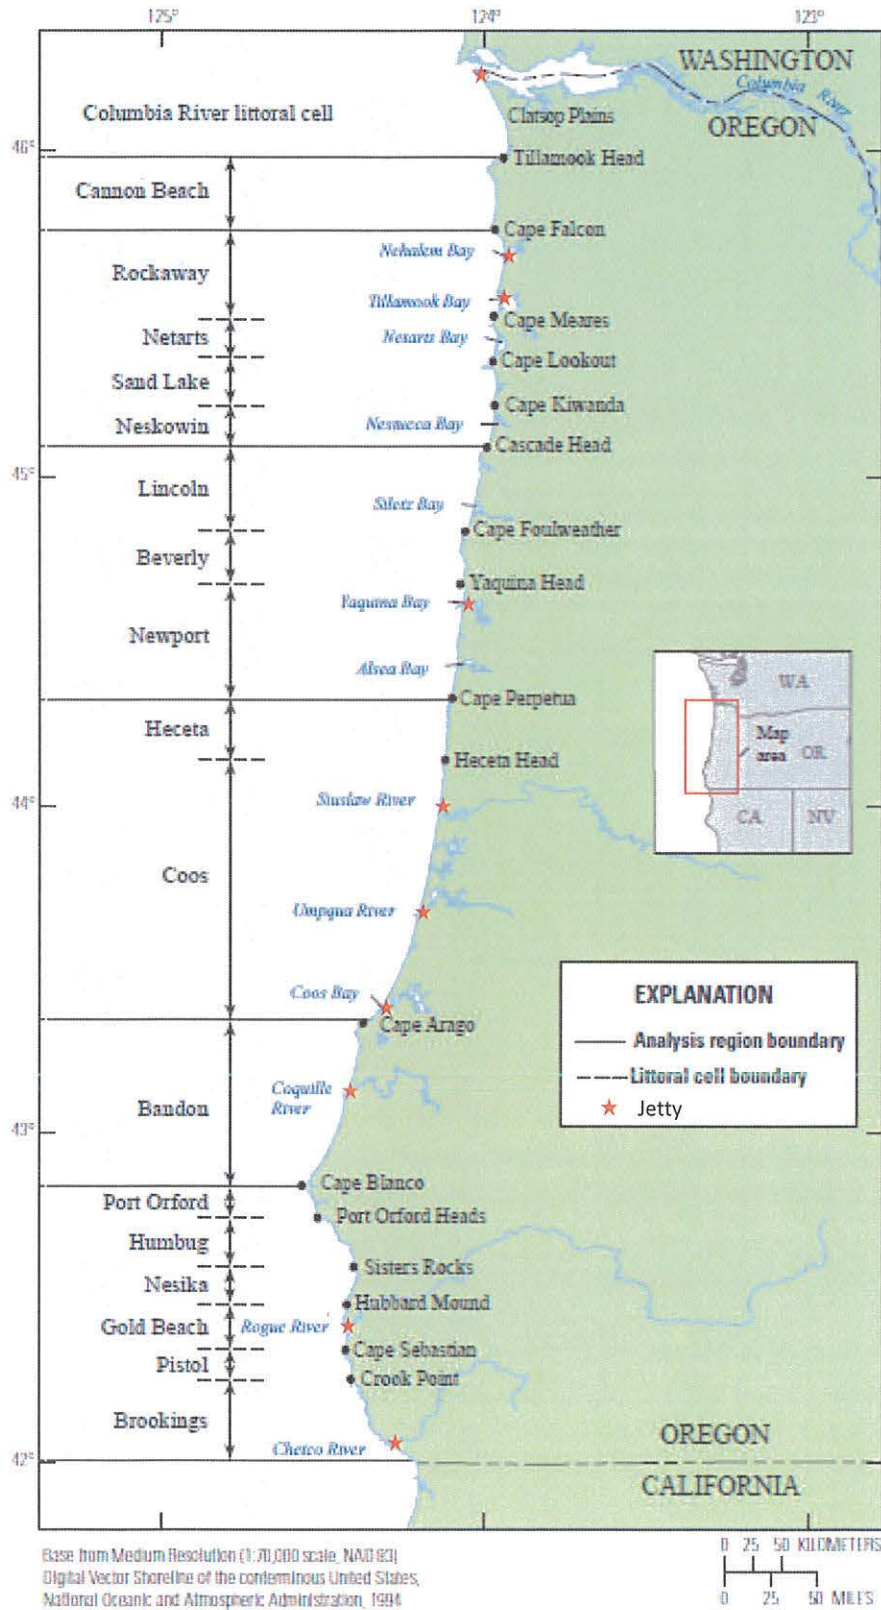 125° 124° 123°
WASHINGTON
Columbia River
OREGON
Columbia River littoral cell
Clatsop Plains
46°
Tillamook Head
Cannon Beach
Cape Falcon
Nehalem Bay
Rockaway
Tillamook Bay
Cape Meares
Netarts
Netarts Bay
Cape Lookout
Sand Lake
Cape Kiwanda
Neskowin
Nestucca Bay
Cascade Head
45°
Lincoln
Siletz Bay
Cape Foulweather
Beverly
Yaquina Head
Yaquina Bay
Newport
Alsea Bay
Cape Perpetua
Heceta
Heceta Head
Siuslaw River
44°
Coos
Umpqua River
Coos Bay
Cape Arago
Coquille
River
Bandon
43°
Cape Blanco
Port Orford
Port Orford Heads
Humbug
Sisters Rocks
Nesika
Hubbard Mound
Gold Beach
Rogue River
Cape Sebastian
Pistol
Crook Point
Brookings
Chetco River
42°
OREGON
CALIFORNIA
WA
Map
area
OR
CA
NV
EXPLANATION
Analysis region boundary
Littoral cell boundary
Jetty
Base from Medium Resolution (1:70,000 scale, NAD 83)
Digital Vector Shoreline of the conterminous United States,
National Oceanic and Atmospheric Administration, 1994
0 25 50 KILOMETERS
0 25 50 MILES